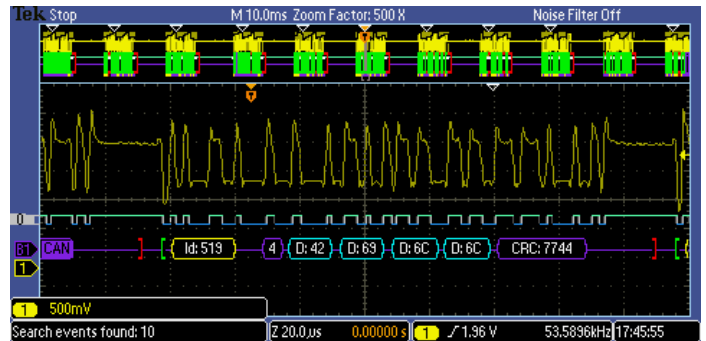 Tek Stop M 10.0ms Zoom Factor: 500 X Noise Filter Off
T
T
0
B1 CAN ] [ Id: 519 4 D: 42 D: 69 D: 6C D: 6C CRC: 7744 ] [
1
1 500mV
Search events found: 10 Z 20.0µs 0.00000 s 1 1.96 V 53.5896kHz 17:45:55